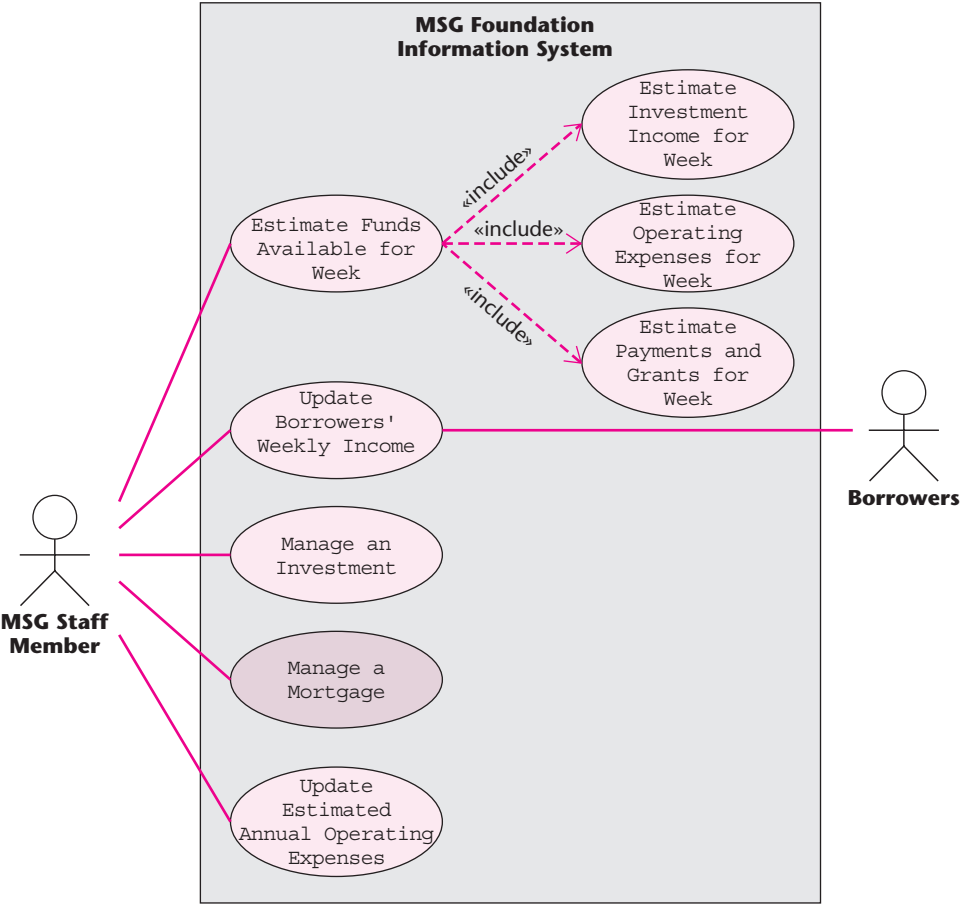 MSG Foundation
Information System
Estimate
Investment
Income for
Week
«include»
Estimate Funds
Available for
Week
«include»
Estimate
Operating
Expenses for
Week
«include»
Estimate
Payments and
Grants for
Week
Update
Borrowers'
Weekly Income
Borrowers
Manage an
Investment
MSG Staff
Member
Manage a
Mortgage
Update
Estimated
Annual Operating
Expenses